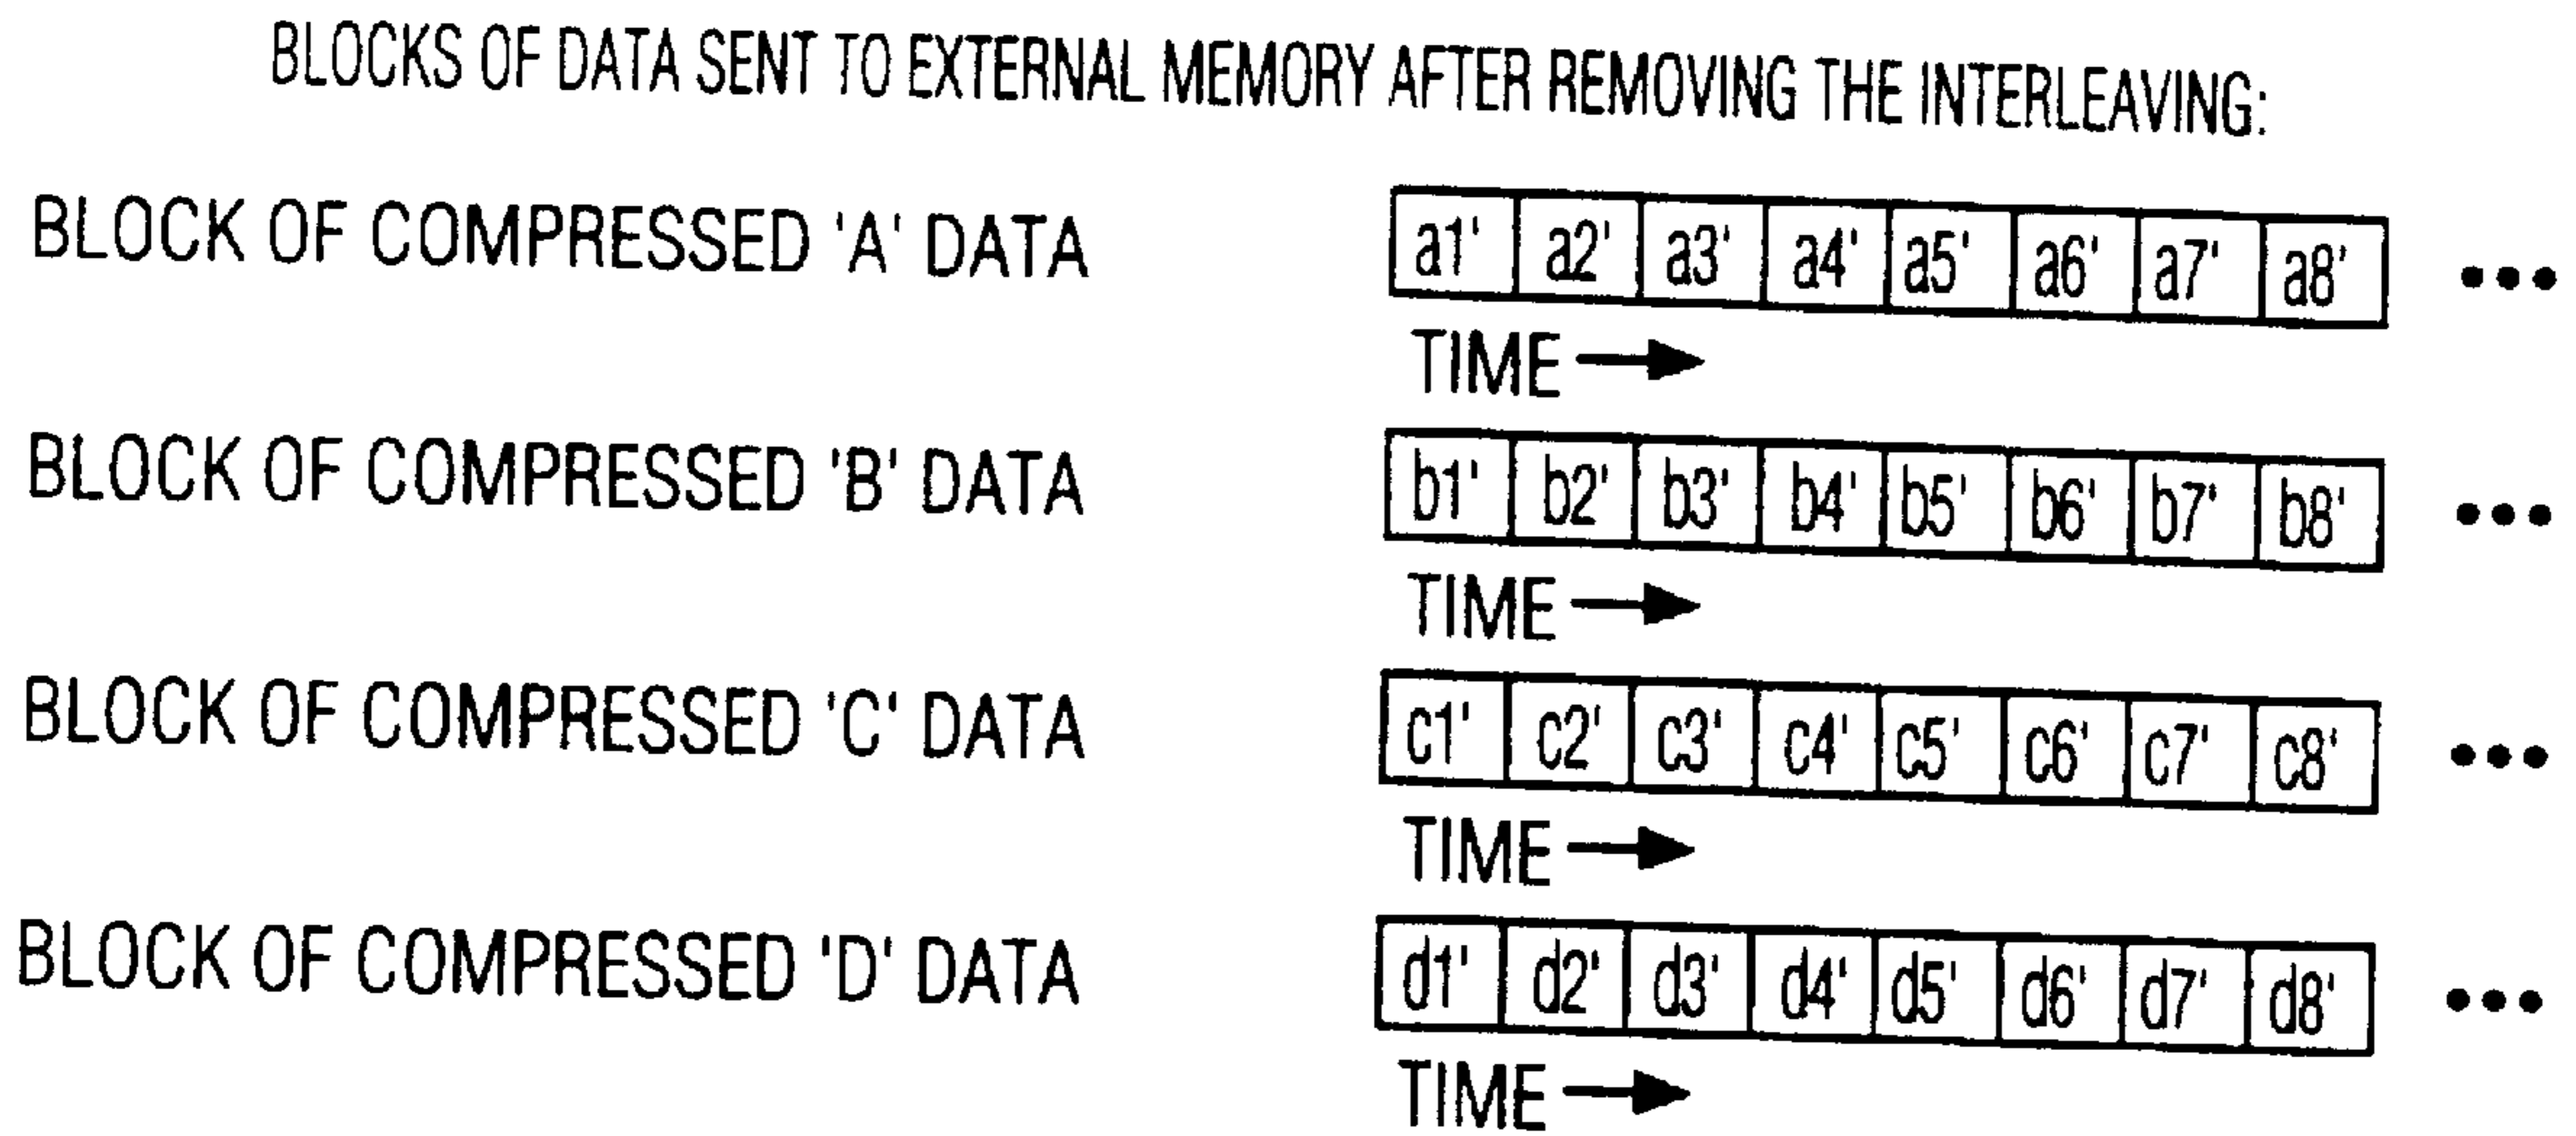 BLOCKS OF DATA SENT TO EXTERNAL MEMORY AFTER REMOVING THE INTERLEAVING:
BLOCK OF COMPRESSED 'A' DATA a1' a2' a3' a4' a5' a6' a7' a8' •••
TIME
BLOCK OF COMPRESSED 'B' DATA b1' b2' b3' b4' b5' b6' b7' b8' •••
TIME
BLOCK OF COMPRESSED 'C' DATA c1' c2' c3' c4' c5' c6' c7' c8' •••
TIME
BLOCK OF COMPRESSED 'D' DATA d1' d2' d3' d4' d5' d6' d7' d8' •••
TIME